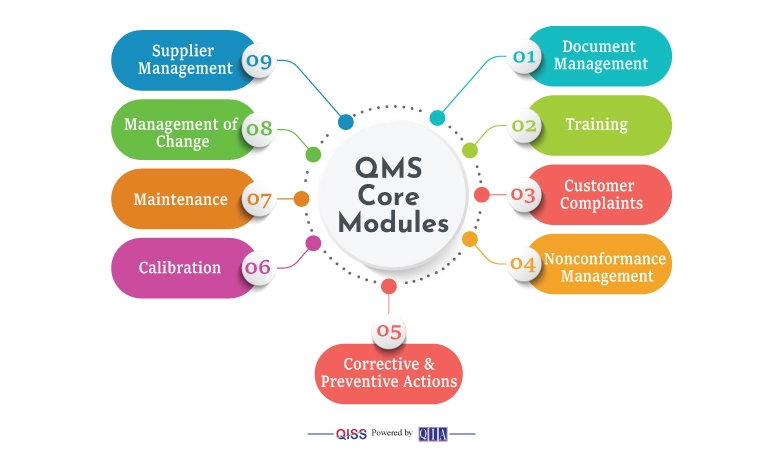 QMS
Core
Modules
01
Document
Management
02
Training
03
Customer
Complaints
04
Nonconformance
Management
05
Corrective &
Preventive Actions
06
Calibration
07
Maintenance
08
Management of
Change
09
Supplier
Management
QISS Powered by QIA